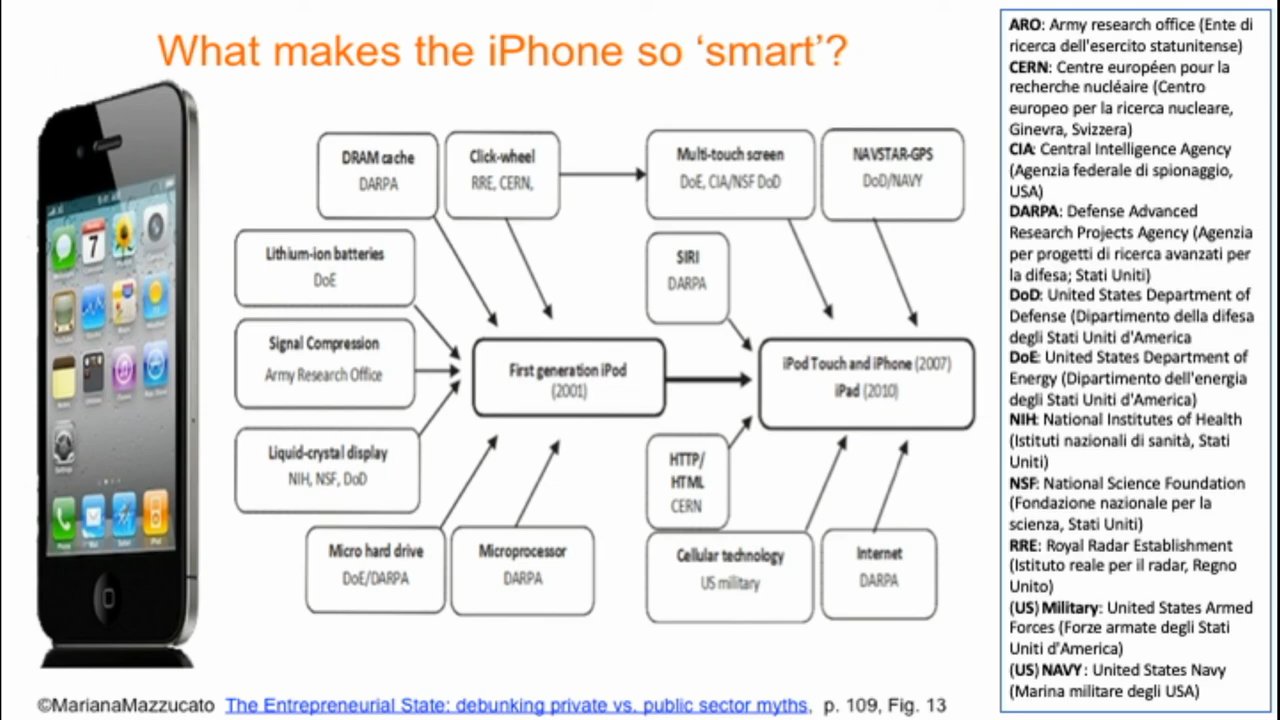 What makes the iPhone so ‘smart’?
DRAM cache
DARPA
Click-wheel
RRE, CERN,
Multi-touch screen
DoE, CIA/NSF DoD
NAVSTAR-GPS
DoD/NAVY
Lithium-ion batteries
DoE
SIRI
DARPA
Signal Compression
Army Research Office
First generation iPod
(2001)
iPod Touch and iPhone (2007)
iPad (2010)
Liquid-crystal display
NIH, NSF, DoD
HTTP/
HTML
CERN
Micro hard drive
DoE/DARPA
Microprocessor
DARPA
Cellular technology
US military
Internet
DARPA
©MarianaMazzucato The Entrepreneurial State: debunking private vs. public sector myths, p. 109, Fig. 13
ARO: Army research office (Ente di
ricerca dell'esercito statunitense)
CERN: Centre européen pour la
recherche nucléaire (Centro
europeo per la ricerca nucleare,
Ginevra, Svizzera)
CIA: Central Intelligence Agency
(Agenzia federale di spionaggio,
USA)
DARPA: Defense Advanced
Research Projects Agency (Agenzia
per progetti di ricerca avanzati per
la difesa; Stati Uniti)
DoD: United States Department of
Defense (Dipartimento della difesa
degli Stati Uniti d'America
DoE: United States Department of
Energy (Dipartimento dell'energia
degli Stati Uniti d'America)
NIH: National Institutes of Health
(Istituti nazionali di sanità, Stati
Uniti)
NSF: National Science Foundation
(Fondazione nazionale per la
scienza, Stati Uniti)
RRE: Royal Radar Establishment
(Istituto reale per il radar, Regno
Unito)
(US) Military: United States Armed
Forces (Forze armate degli Stati
Uniti d'America)
(US) NAVY: United States Navy
(Marina militare degli USA)